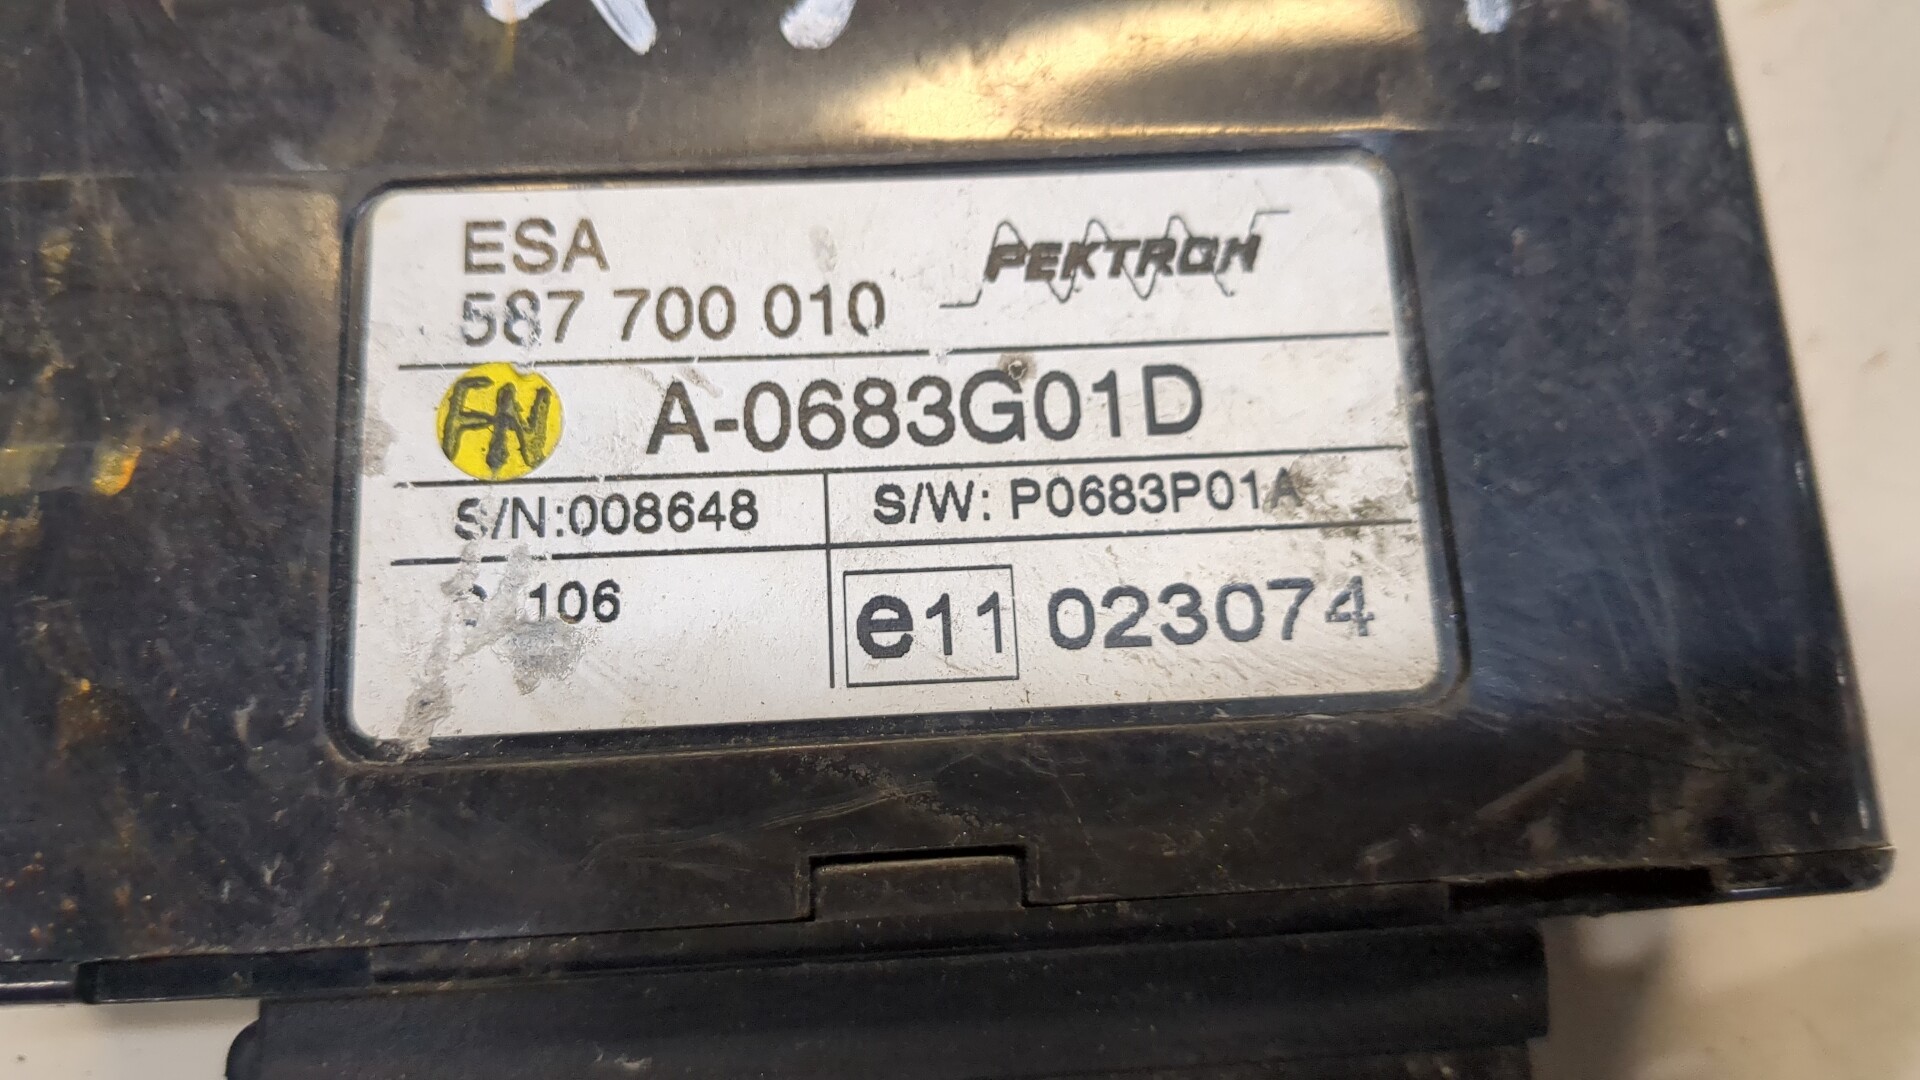 ESA
PEKTRON
587 700 010
FN A-0683G01D
S/N:008648 S/W: P0683P01A
106
e11 023074